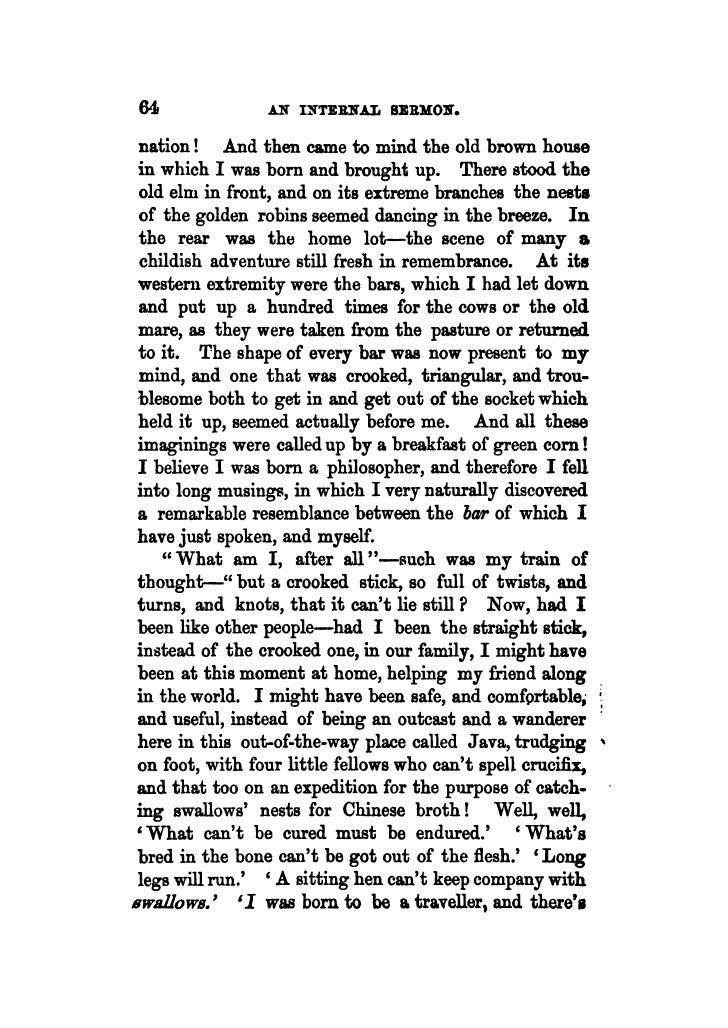 64 AN INTERNAL SERMON.
nation! And then came to mind the old brown house
in which I was born and brought up. There stood the
old elm in front, and on its extreme branches the nests
of the golden robins seemed dancing in the breeze. In
the rear was the home lot—the scene of many a
childish adventure still fresh in remembrance. At its
western extremity were the bars, which I had let down
and put up a hundred times for the cows or the old
mare, as they were taken from the pasture or returned
to it. The shape of every bar was now present to my
mind, and one that was crooked, triangular, and trou-
blesome both to get in and get out of the socket which
held it up, seemed actually before me. And all these
imaginings were called up by a breakfast of green corn!
I believe I was born a philosopher, and therefore I fell
into long musings, in which I very naturally discovered
a remarkable resemblance between the bar of which I
have just spoken, and myself.
“What am I, after all”—such was my train of
thought—“but a crooked stick, so full of twists, and
turns, and knots, that it can’t lie still? Now, had I
been like other people—had I been the straight stick,
instead of the crooked one, in our family, I might have
been at this moment at home, helping my friend along
in the world. I might have been safe, and comfortable,
and useful, instead of being an outcast and a wanderer
here in this out-of-the-way place called Java, trudging
on foot, with four little fellows who can’t spell crucifix,
and that too on an expedition for the purpose of catch-
ing swallows’ nests for Chinese broth! Well, well,
‘What can’t be cured must be endured.’ ‘What’s
bred in the bone can’t be got out of the flesh.’ ‘Long
legs will run.’ ‘A sitting hen can’t keep company with
swallows.’ ‘I was born to be a traveller, and there’s